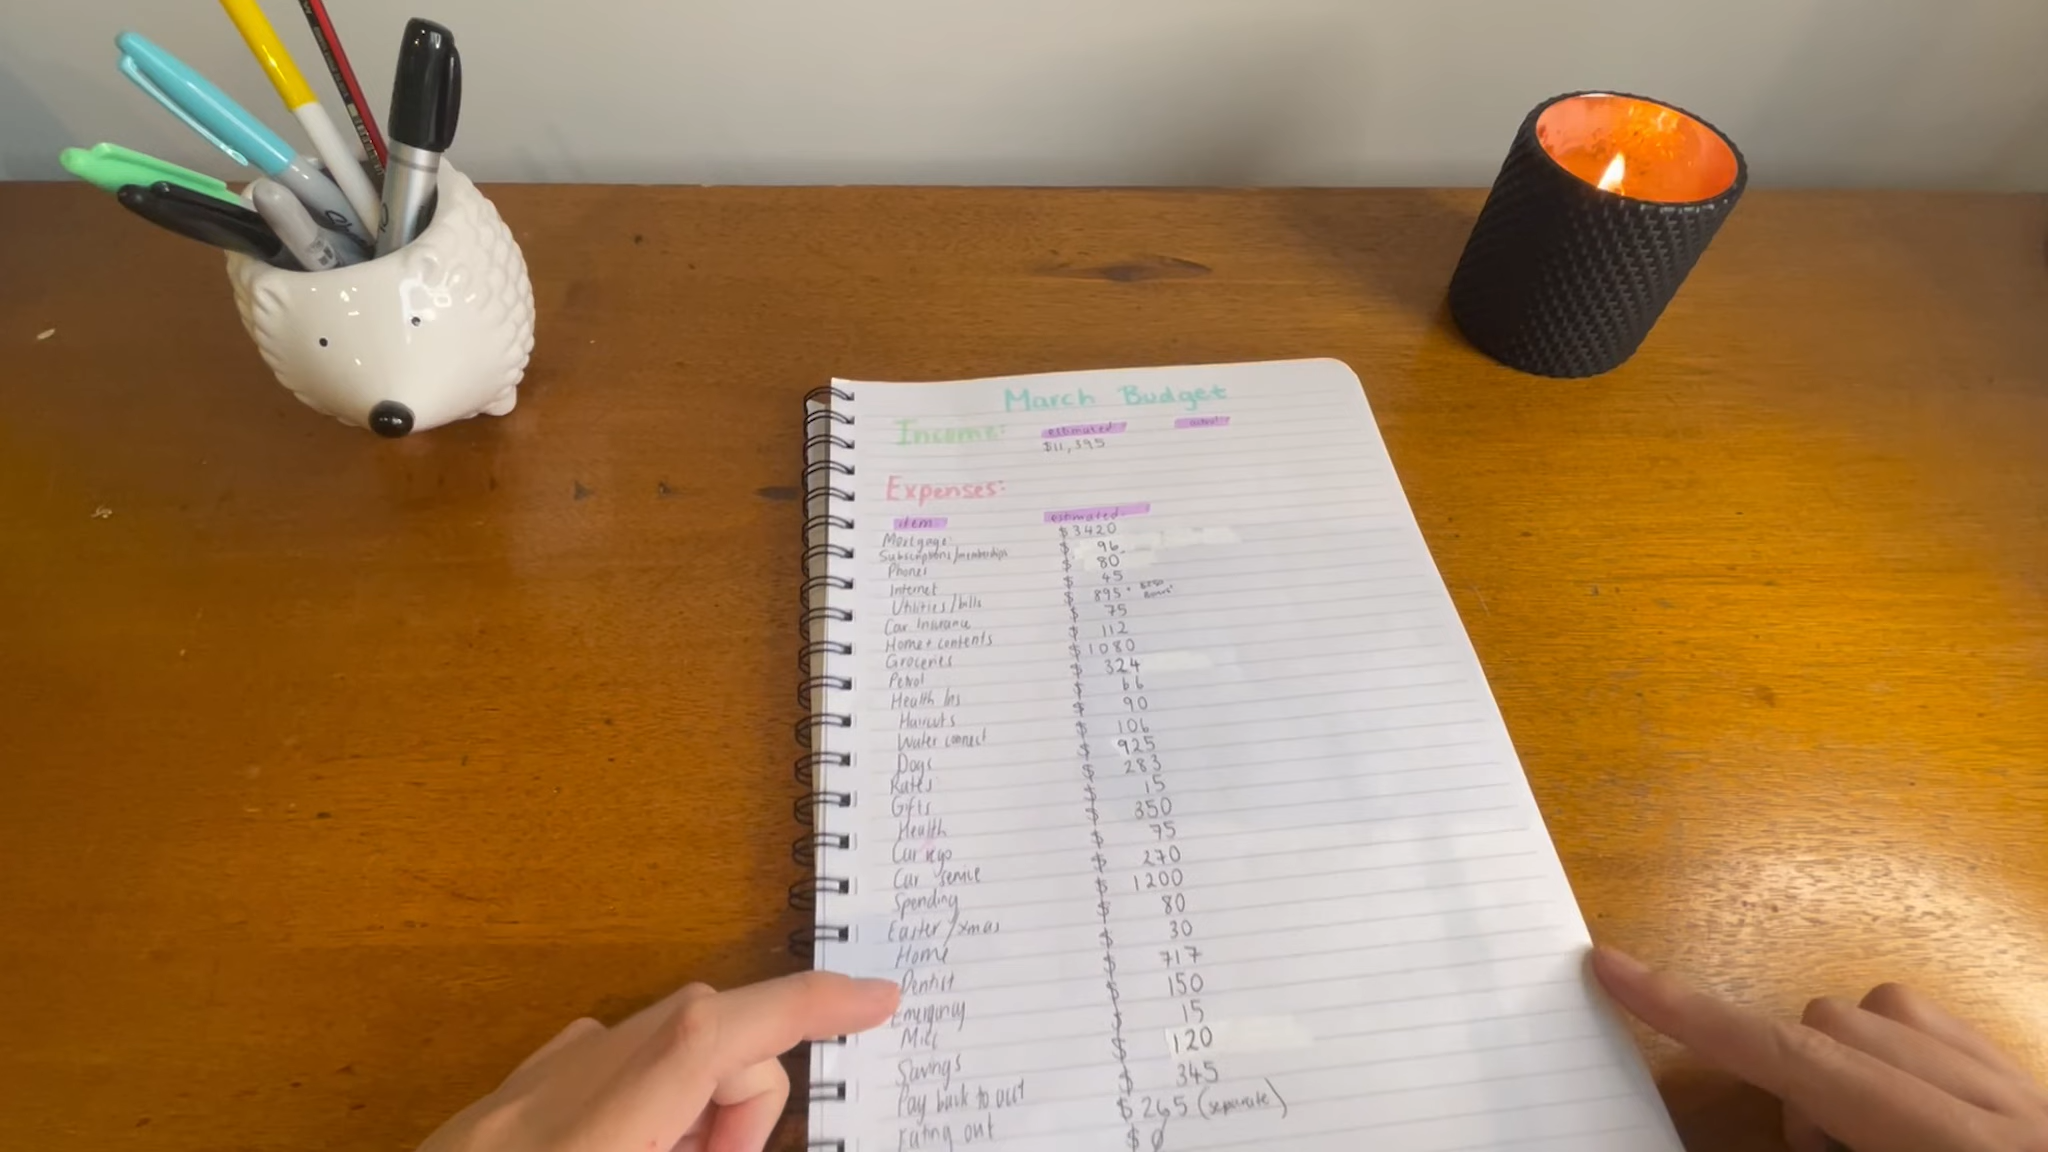 March Budget
Income: estimated actual
$11,395
Expenses:
item estimated
Mortgage: $3420
Subscriptions/memberships $ 96
Phones $ 80
Internet $ 45
Utilities/bills $ 895
Car Insurance $ 75
Home + contents $ 112
Groceries $1080
Petrol $ 324
Health Ins $ 66
Haircuts $ 90
Water connect $ 106
Dogs $ 925
Rates $ 283
Gifts $ 15
Health $ 350
Car rego $ 75
Car service $ 270
Spending $ 1200
Easter/xmas $ 80
Home $ 30
Dentist $ 717
Emergency $ 150
Misc $ 15
Savings $ 120
Pay back to $ 345
Eating out $265 (separate)
$0